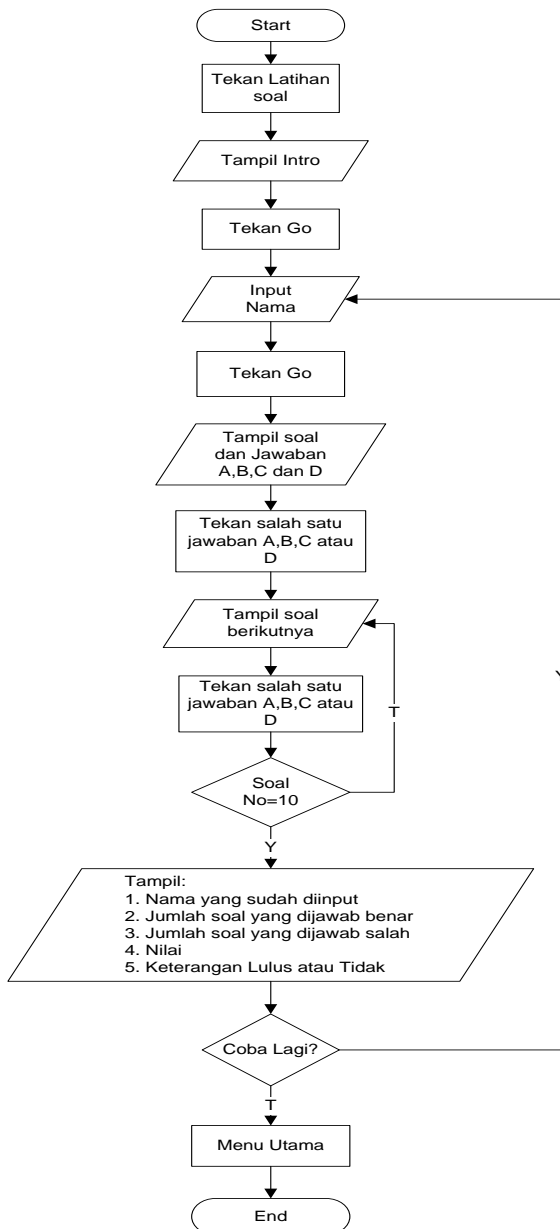 Start
Tekan Latihan
soal
Tampil Intro
Tekan Go
Input
Nama
Tekan Go
Tampil soal
dan Jawaban
A,B,C dan D
Tekan salah satu
jawaban A,B,C atau
D
Tampil soal
berikutnya
Tekan salah satu
jawaban A,B,C atau
D
T
Y
Soal
No=10
Y
Tampil:
1. Nama yang sudah diinput
2. Jumlah soal yang dijawab benar
3. Jumlah soal yang dijawab salah
4. Nilai
5. Keterangan Lulus atau Tidak
Coba Lagi?
T
Menu Utama
End